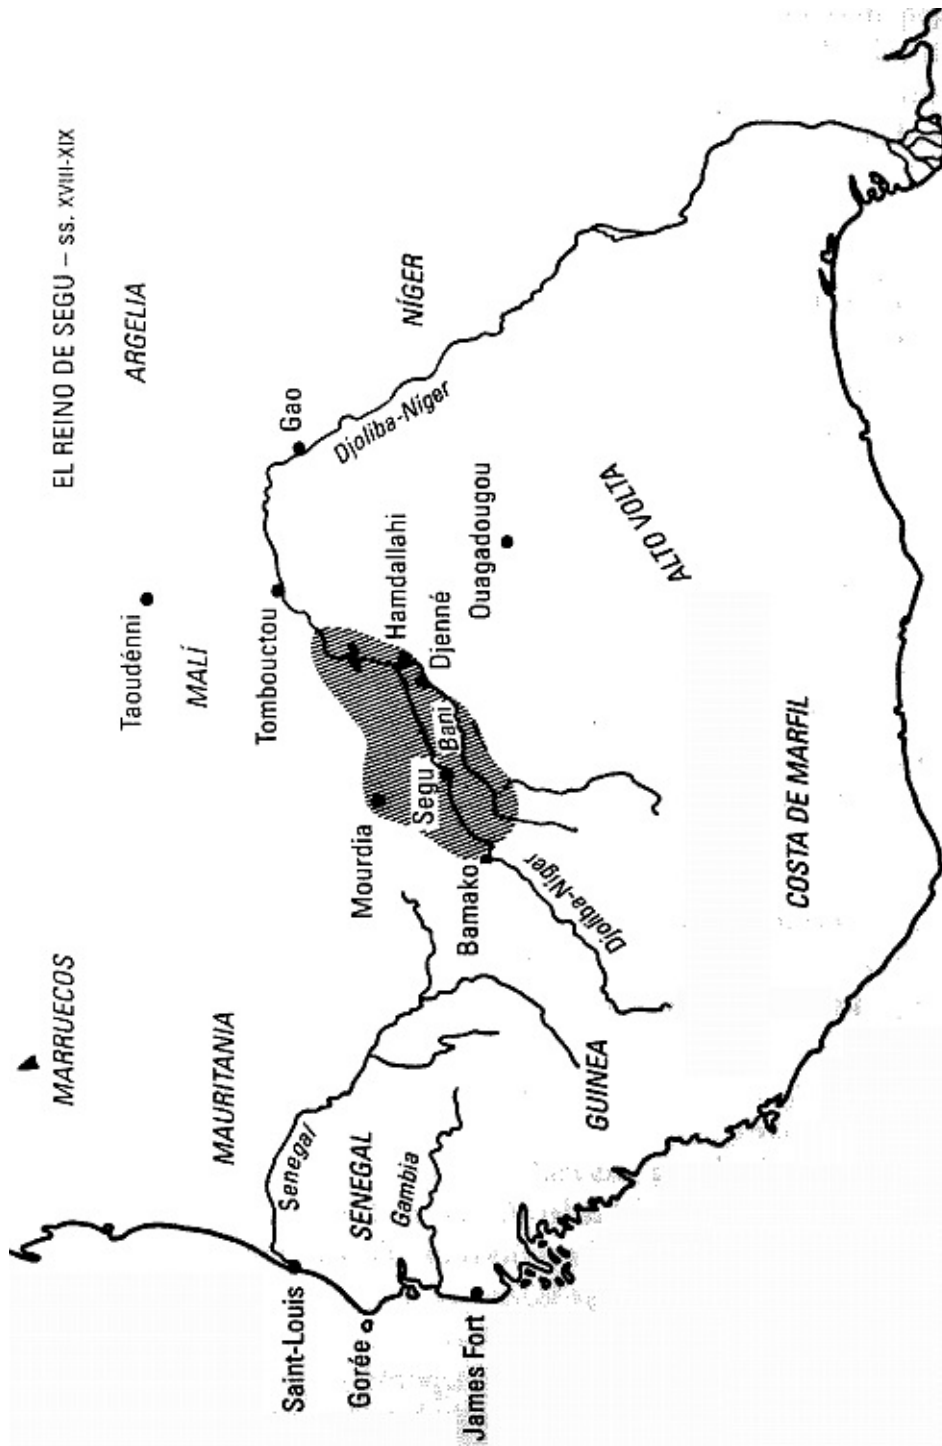 EL REINO DE SEGU – ss. XVIII-XIX
MARRUECOS
ARGELIA
Taoudénni
MALÍ
MAURITANIA
Tombouctou
Gao
NÍGER
Senegal
Saint-Louis
Mourdia
Hamdallahi
Djoliba-Níger
Gorée
SENEGAL
Gambia
Segu
Bani
Djenné
Bamako
Ouagadougou
James Fort
Djoliba-Níger
GUINEA
ALTO VOLTA
COSTA DE MARFIL